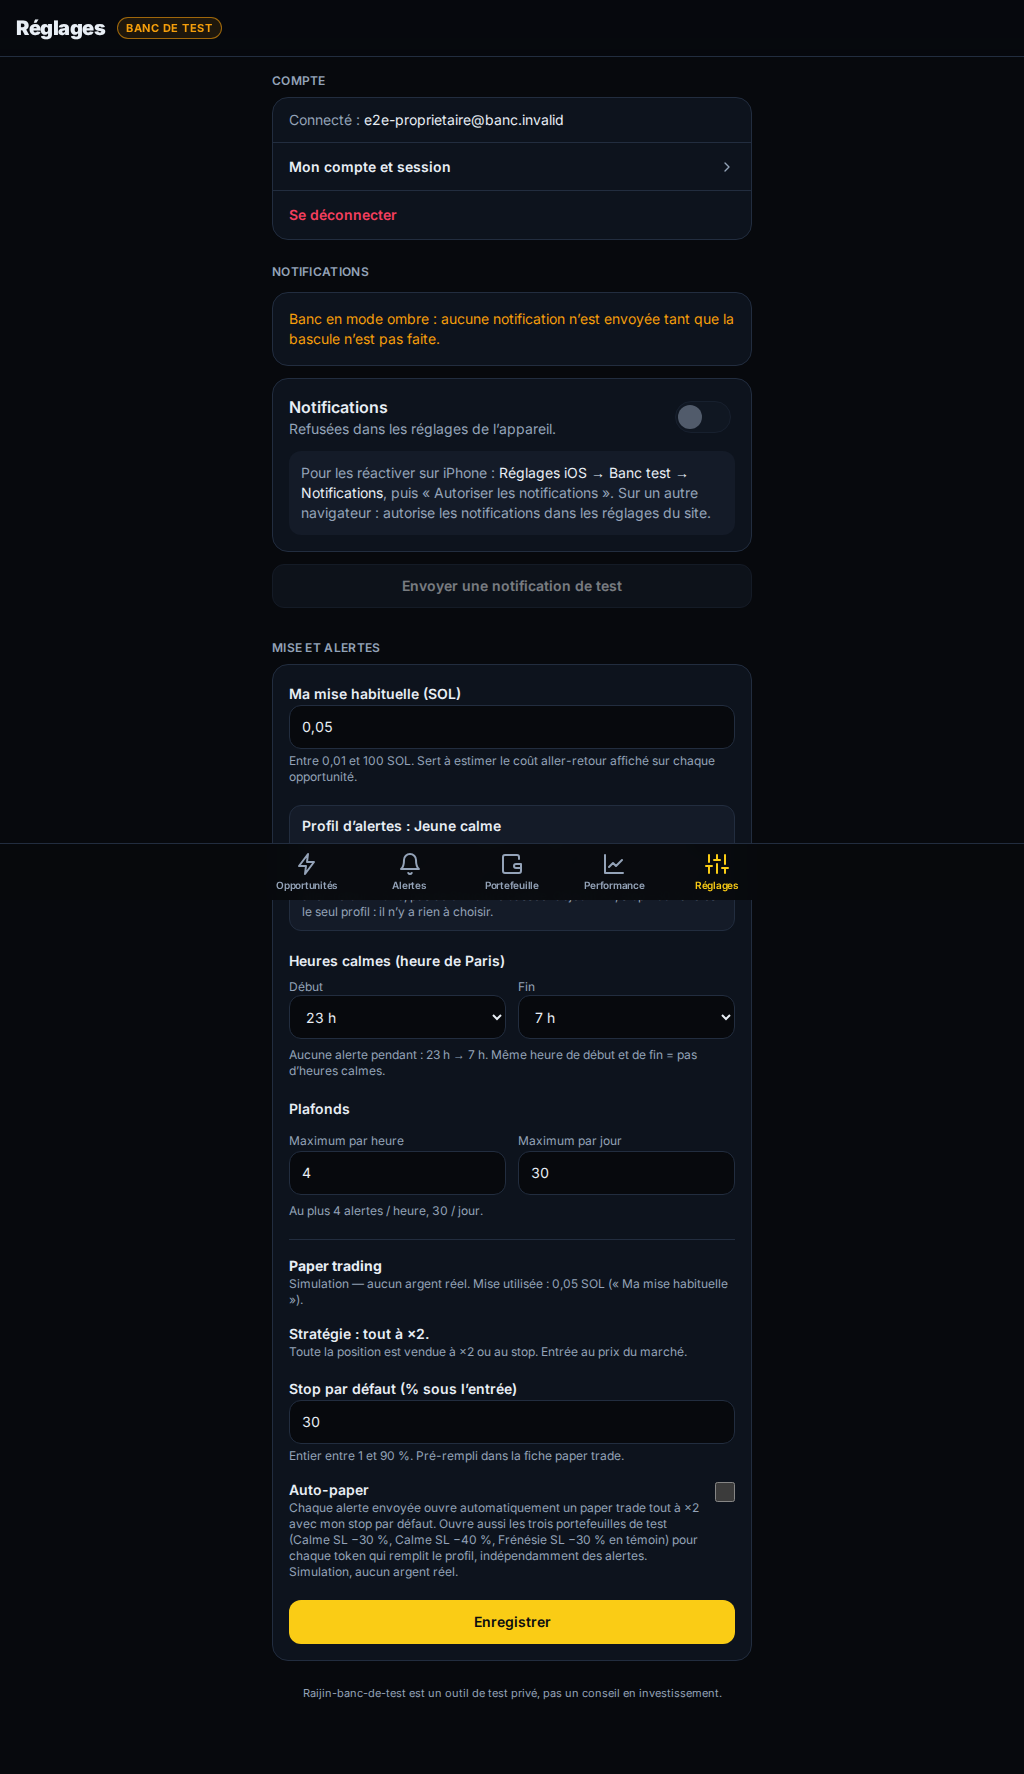 Réglages
BANC DE TEST
COMPTE
Connecté : e2e-proprietaire@banc.invalid
Mon compte et session
Se déconnecter
NOTIFICATIONS
Banc en mode ombre : aucune notification n’est envoyée tant que la
bascule n’est pas faite.
Notifications
Refusées dans les réglages de l’appareil.
Pour les réactiver sur iPhone : Réglages iOS → Banc test →
Notifications, puis « Autoriser les notifications ». Sur un autre
navigateur : autorise les notifications dans les réglages du site.
Envoyer une notification de test
MISE ET ALERTES
Ma mise habituelle (SOL)
0,05
Entre 0,01 et 100 SOL. Sert à estimer le coût aller-retour affiché sur chaque
opportunité.
Profil d’alertes : Jeune calme
Opportunités
Alertes
Portefeuille
Performance
Réglages
le seul profil : il n’y a rien à choisir.
Heures calmes (heure de Paris)
Début
Fin
23 h
7 h
Aucune alerte pendant : 23 h → 7 h. Même heure de début et de fin = pas
d’heures calmes.
Plafonds
Maximum par heure
Maximum par jour
4
30
Au plus 4 alertes / heure, 30 / jour.
Paper trading
Simulation — aucun argent réel. Mise utilisée : 0,05 SOL (« Ma mise habituelle
»).
Stratégie : tout à ×2.
Toute la position est vendue à ×2 ou au stop. Entrée au prix du marché.
Stop par défaut (% sous l’entrée)
30
Entier entre 1 et 90 %. Pré-rempli dans la fiche paper trade.
Auto-paper
Chaque alerte envoyée ouvre automatiquement un paper trade tout à ×2
avec mon stop par défaut. Ouvre aussi les trois portefeuilles de test
(Calme SL −30 %, Calme SL −40 %, Frénésie SL −30 % en témoin) pour
chaque token qui remplit le profil, indépendamment des alertes.
Simulation, aucun argent réel.
Enregistrer
Raijin-banc-de-test est un outil de test privé, pas un conseil en investissement.